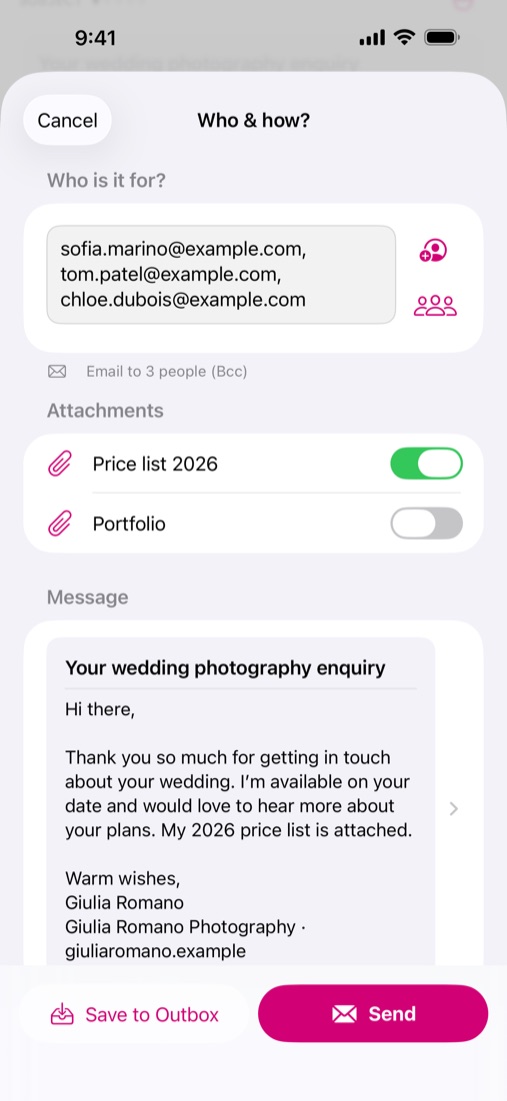 9:41
Cancel
Who & how?
Who is it for?
sofia.marino@example.com,
tom.patel@example.com,
chloe.dubois@example.com
Email to 3 people (Bcc)
Attachments
Price list 2026
Portfolio
Message
Your wedding photography enquiry
Hi there,
Thank you so much for getting in touch
about your wedding. I’m available on your
date and would love to hear more about
your plans. My 2026 price list is attached.
Warm wishes,
Giulia Romano
Giulia Romano Photography ·
giuliaromano.example
Save to Outbox
Send